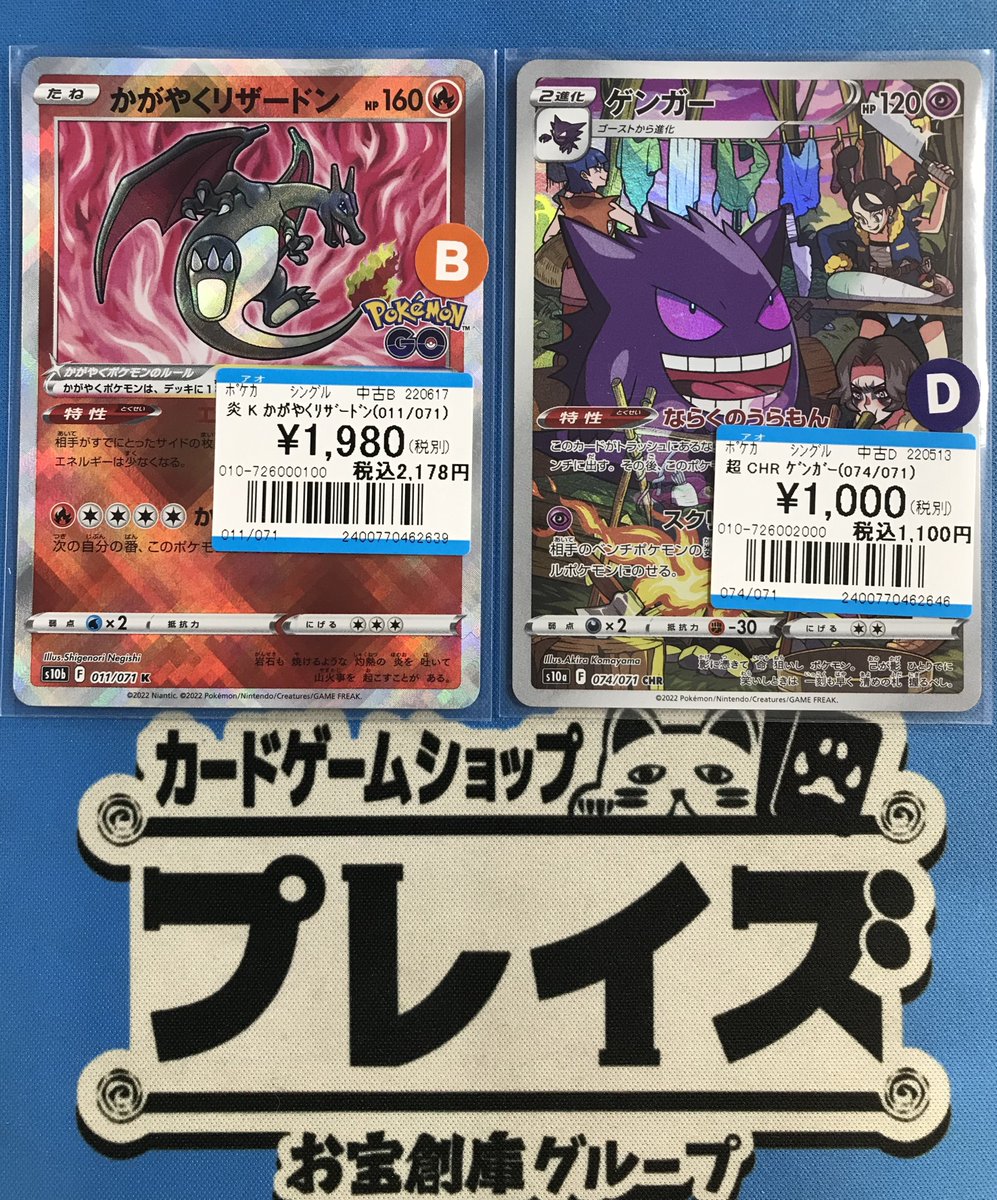 たね
かがやくリザードン
HP 160
B
Pokémon
GO
かがやくポケモンのルール
かがやくポケモンは、デッキに1
アオ
ポケカ シングル 中古B 220617
炎 K かがやくリザードン(011/071)
¥1,980(税別)
010-726000100 税込2,178円
011/071 2400770462639
特性 とくせい
相手がすでにとったサイドの枚
エネルギーは少なくなる。
次の自分の番、このポケモ
弱点 ×2 抵抗力 にげる
Illus.Shigenori Negishi
s10b F 011/071 K
岩石も 焼けるような 灼熱の 炎を 吐いて
山火事を 起こすことが ある。
©2022 Niantic. ©2022 Pokémon/Nintendo/Creatures/GAME FREAK.
2進化
ゲンガー
HP 120
ゴーストから進化
D
特性 とくせい
ならくのうらもん
このカードがトラッシュにあるな
ンチに出す。その後、このポケモ
アオ
ポケカ シングル 中古D 220513
超 CHR ゲンガー(074/071)
¥1,000(税別)
010-726002000 税込1,100円
074/071 2400770462646
スクリ
相手のベンチポケモンの
ルポケモンにのせる。
弱点 ×2 抵抗力 -30 にげる
Illus.Akira Komayama
s10a F 074/071 CHR
©2022 Pokémon/Nintendo/Creatures/GAME FREAK.
カードゲームショップ
プレイズ
お宝創庫グループ